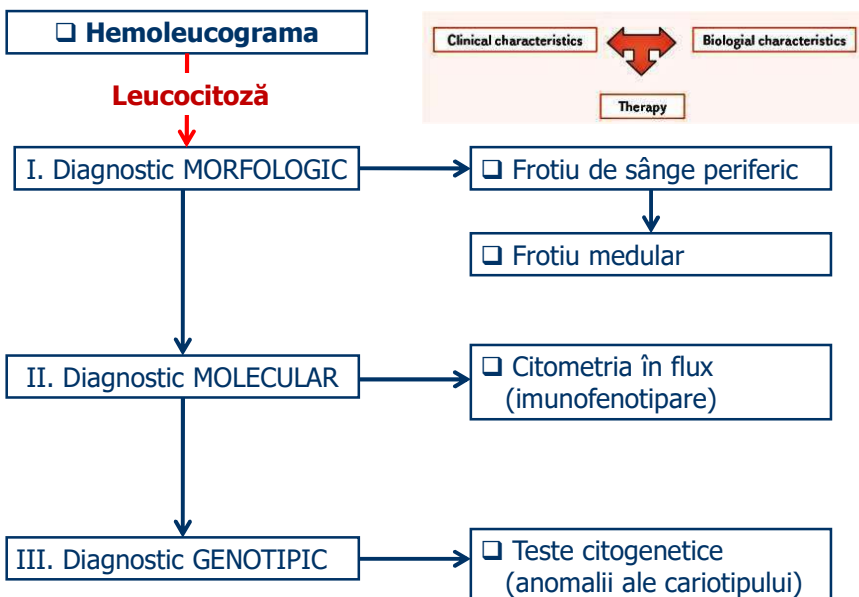 ❑ Hemoleucograma
Leucocitoză
Clinical characteristics
Biologial characteristics
Therapy
I. Diagnostic MORFOLOGIC
❑ Frotiu de sânge periferic
❑ Frotiu medular
II. Diagnostic MOLECULAR
❑ Citometria în flux
(imunofenotipare)
III. Diagnostic GENOTIPIC
❑ Teste citogenetice
(anomalii ale cariotipului)